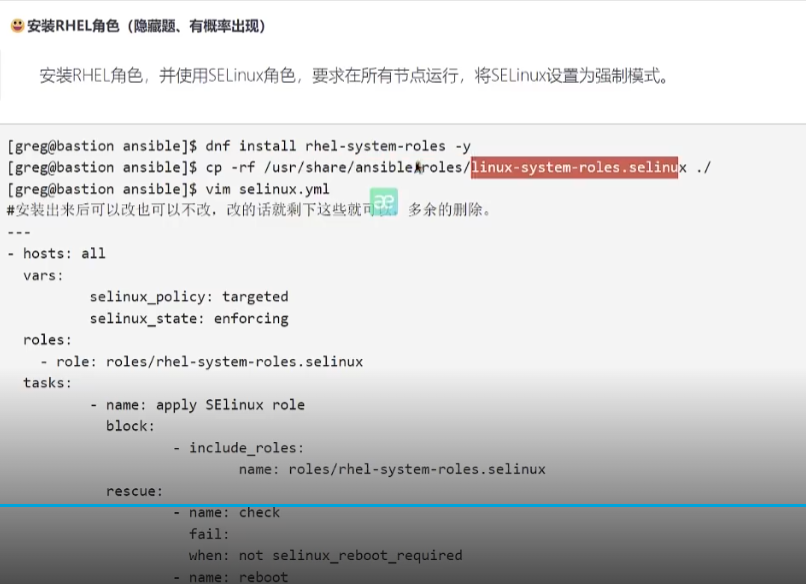 安装RHEL角色（隐藏题、有概率出现）
安装RHEL角色，并使用SELinux角色，要求在所有节点运行，将SELinux设置为强制模式。
[greg@bastion ansible]$ dnf install rhel-system-roles -y
[greg@bastion ansible]$ cp -rf /usr/share/ansible/roles/linux-system-roles.selinux ./
[greg@bastion ansible]$ vim selinux.yml
#安装出来后可以改也可以不改，改的话就剩下这些就可 多余的删除。
---
- hosts: all
vars:
selinux_policy: targeted
selinux_state: enforcing
roles:
- role: roles/rhel-system-roles.selinux
tasks:
- name: apply SElinux role
block:
- include_roles:
name: roles/rhel-system-roles.selinux
rescue:
- name: check
fail:
when: not selinux_reboot_required
- name: reboot